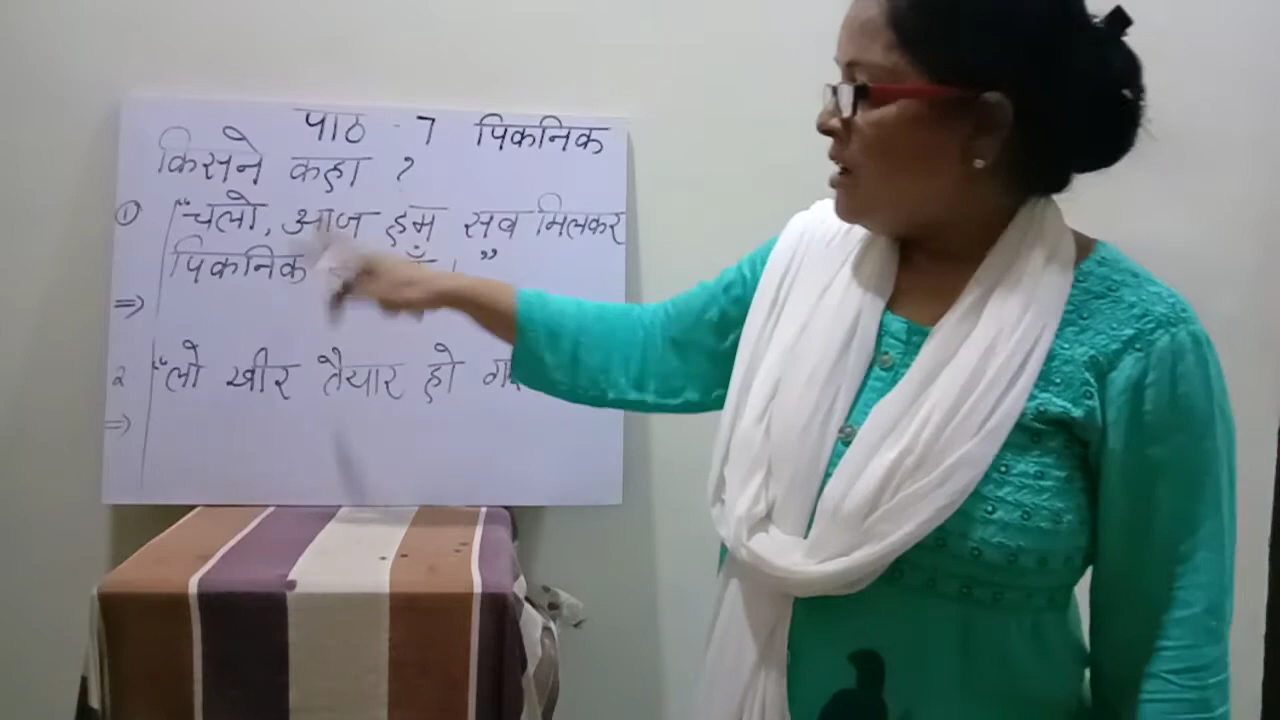 पाठ - 7 पिकनिक
किसने कहा ?
① "चलो, आज हम सब मिलकर
पिकनिक । "
⇒
2 "लो खीर तैयार हो
⇒